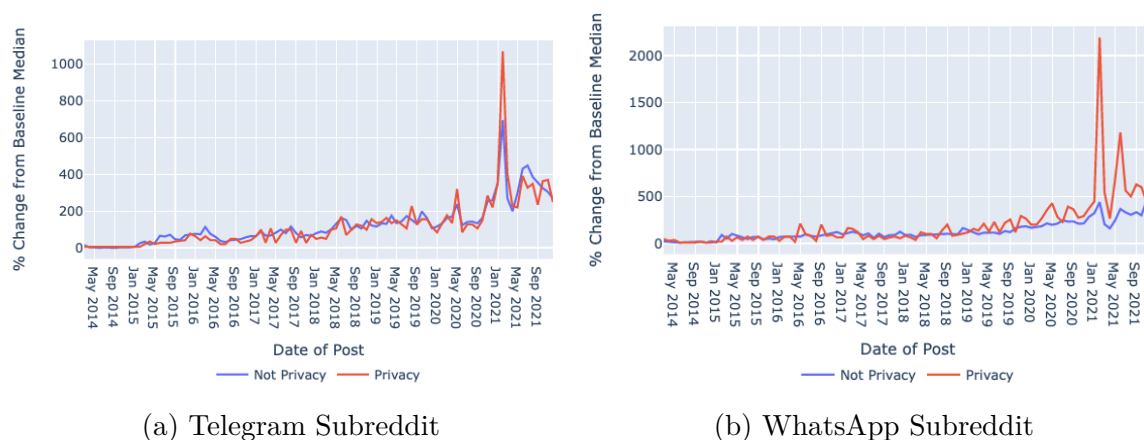 % Change from Baseline Median
1000
800
600
400
200
0
May 2014
Sep 2014
Jan 2015
May 2015
Sep 2015
Jan 2016
May 2016
Sep 2016
Jan 2017
May 2017
Sep 2017
Jan 2018
May 2018
Sep 2018
Jan 2019
May 2019
Sep 2019
Jan 2020
May 2020
Sep 2020
Jan 2021
May 2021
Sep 2021
Date of Post
Not Privacy
Privacy
(a) Telegram Subreddit
% Change from Baseline Median
2000
1500
1000
500
0
May 2014
Sep 2014
Jan 2015
May 2015
Sep 2015
Jan 2016
May 2016
Sep 2016
Jan 2017
May 2017
Sep 2017
Jan 2018
May 2018
Sep 2018
Jan 2019
May 2019
Sep 2019
Jan 2020
May 2020
Sep 2020
Jan 2021
May 2021
Sep 2021
Date of Post
Not Privacy
Privacy
(b) WhatsApp Subreddit